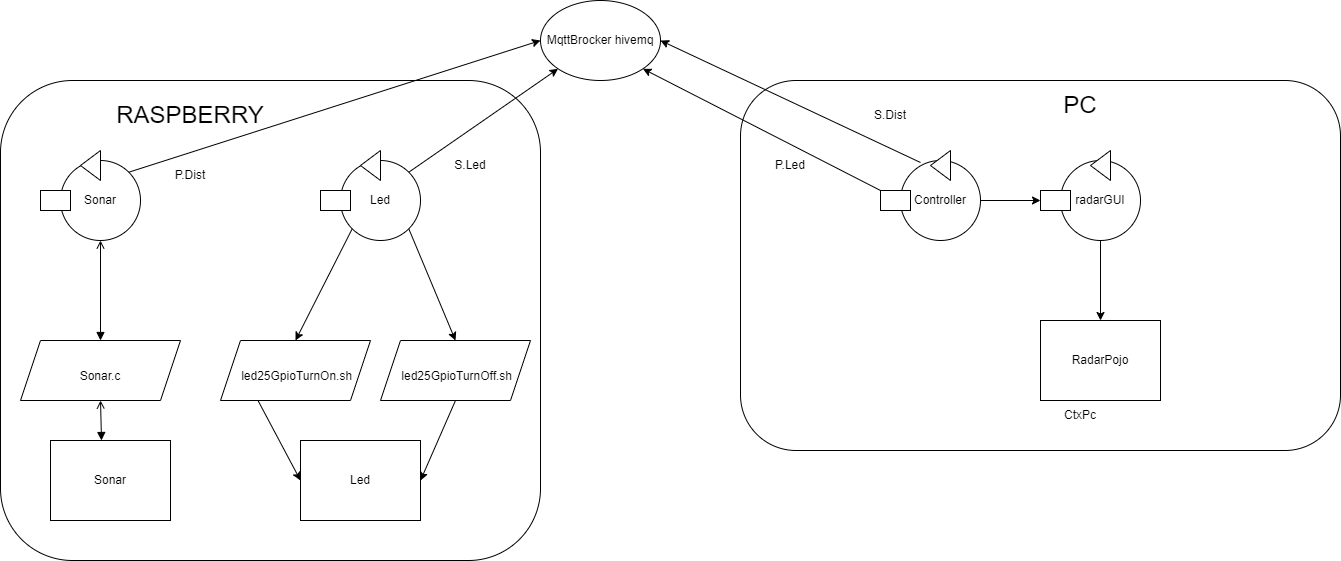 MqttBrocker hivemq
RASPBERRY
PC
S.Dist
P.Dist
S.Led
P.Led
Sonar
Led
Controller
radarGUI
Sonar.c
led25GpioTurnOn.sh
led25GpioTurnOff.sh
RadarPojo
CtxPc
Sonar
Led